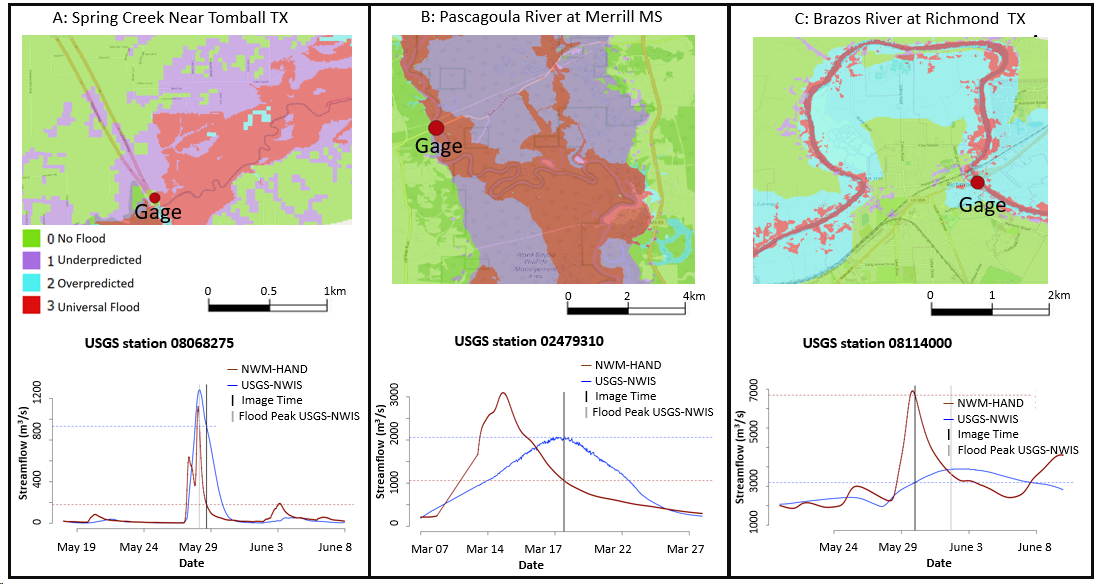 A: Spring Creek Near Tomball TX
Gage
0 No Flood
1 Underpredicted
2 Overpredicted
3 Universal Flood
0 0.5 1km
USGS station 08068275
NWM-HAND
USGS-NWIS
Image Time
Flood Peak USGS-NWIS
Streamflow (m³/s)
1200
800
400
0
May 19 May 24 May 29 June 3 June 8
Date
B: Pascagoula River at Merrill MS
Gage
Ward Bayou
Wildlife
Management
Area
0 2 4km
USGS station 02479310
NWM-HAND
USGS-NWIS
Image Time
Flood Peak USGS-NWIS
Streamflow (m³/s)
3000
2000
1000
0
Mar 07 Mar 14 Mar 17 Mar 22 Mar 27
Date
C: Brazos River at Richmond TX
Gage
0 1 2km
USGS station 08114000
NWM-HAND
USGS-NWIS
Image Time
Flood Peak USGS-NWIS
Streamflow (m³/s)
7000
5000
3000
1000
May 24 May 29 June 3 June 8
Date